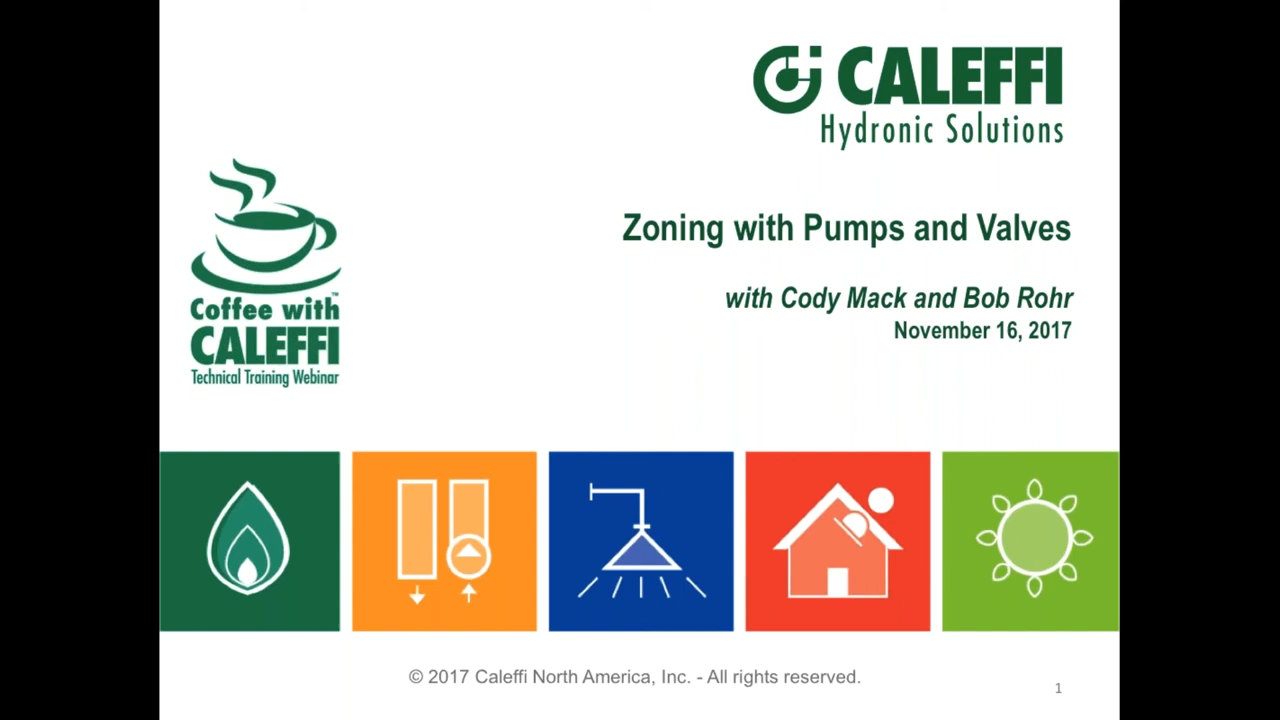 CALEFFI
Hydronic Solutions
Zoning with Pumps and Valves
with Cody Mack and Bob Rohr
November 16, 2017
Coffee with™
CALEFFI
Technical Training Webinar
© 2017 Caleffi North America, Inc. - All rights reserved.
1